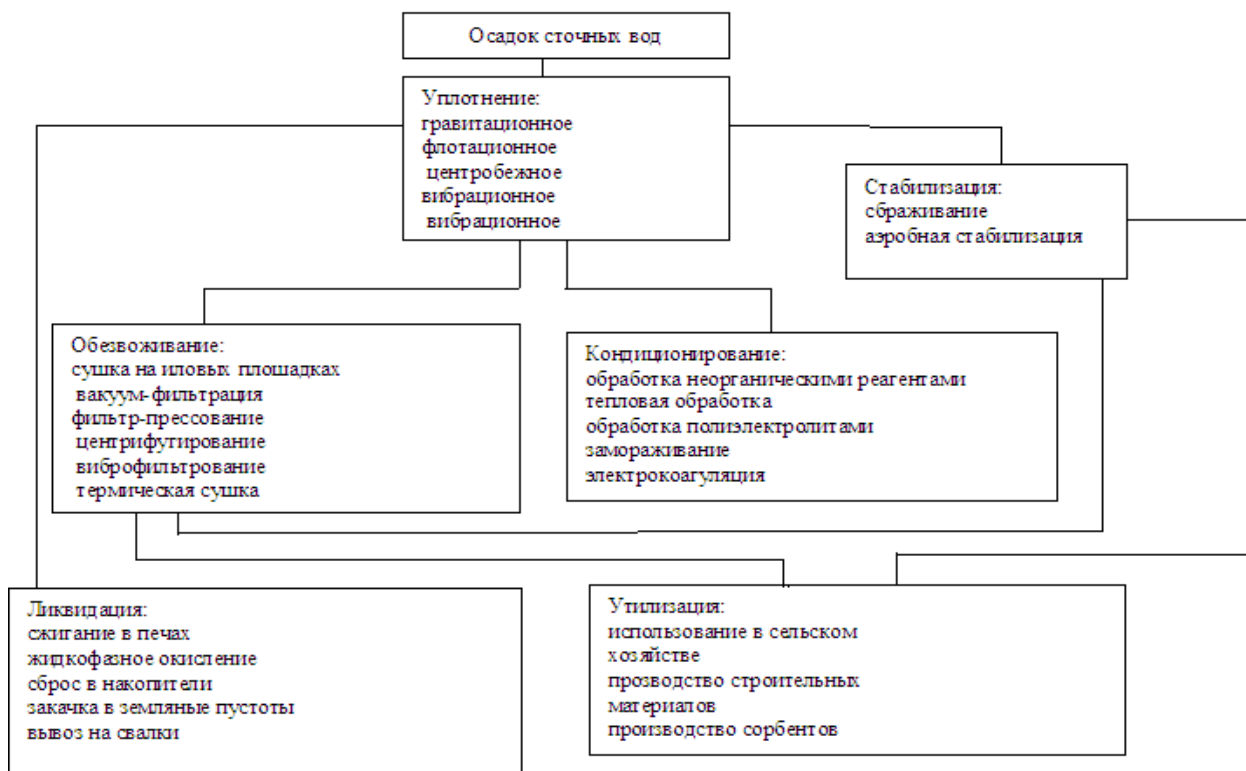 Осадок сточных вод
Уплотнение:
гравитационное
флотационное
центробежное
вибрационное
вибрационное
Стабилизация:
сбраживание
аэробная стабилизация
Обезвоживание:
сушка на иловых площадках
вакуум-фильтрация
фильтр-прессование
центрифугирование
виброфильтрование
термическая сушка
Кондиционирование:
обработка неорганическими реагентами
тепловая обработка
обработка полиэлектролитами
замораживание
электрокоагуляция
Ликвидация:
сжигание в печах
жидкофазное окисление
сброс в накопители
закачка в земляные пустоты
вывоз на свалки
Утилизация:
использование в сельском
хозяйстве
прозводство строительных
материалов
производство сорбентов